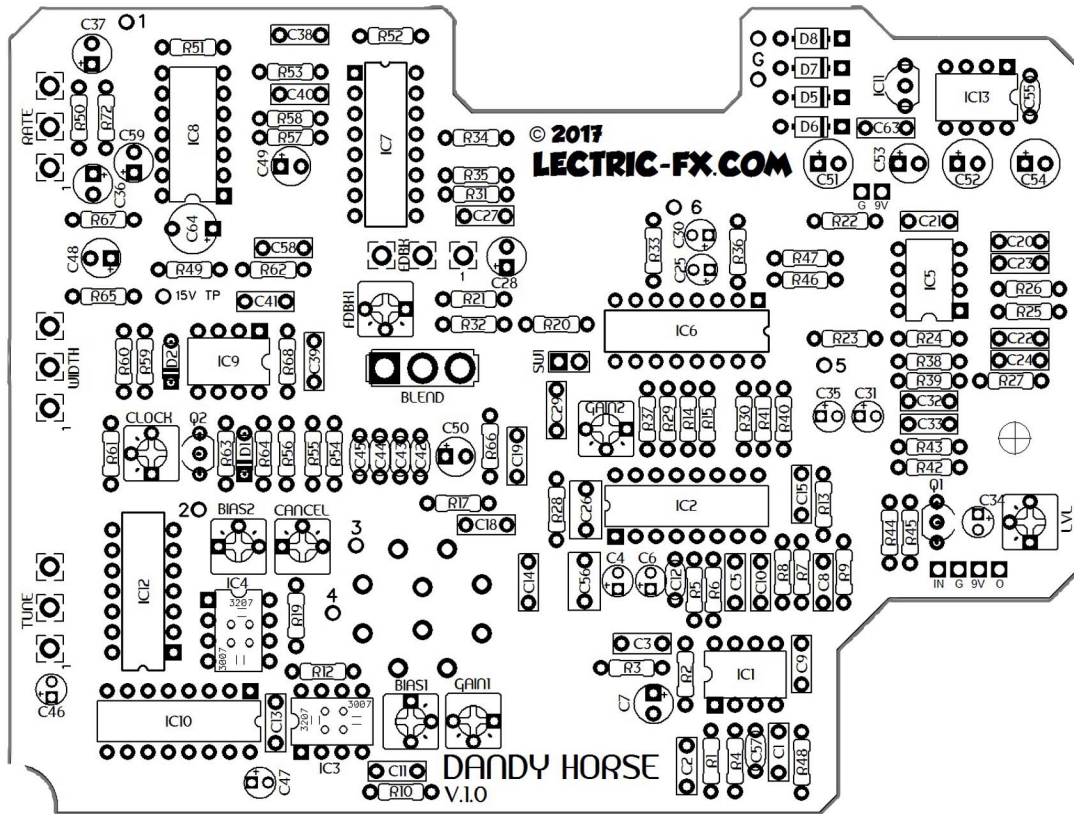 C37
1
R51
C38
R52
G
D8
D7
D5
D6
IC11
IC13
C55
C63
RATE
R50
R72
C59
C36
1
IC8
R53
C40
R58
R57
C49
IC7
R34
R35
R31
C27
© 2017
LECTRIC-FX.COM
C51
C53
C52
C54
G 9V
R67
C64
C48
C58
R49
R62
R65
15V TP
C41
FDBK
1
C28
FDBK1
R21
R32
R20
6
R33
C30
C25
R36
R47
R46
R22
C21
IC5
C20
C23
R26
R25
IC6
R23
R24
C22
C24
R38
R39
R27
5
WIDTH
1
R60
R59
D2
IC9
R68
C39
BLEND
SW1
C29
GAIN2
R37
R29
R14
R15
R30
R41
R40
C35
C31
C32
C33
R43
R42
CLOCK
Q2
R61
R63
D1
R64
R56
R55
R54
C45
C44
C43
C42
C50
R66
C19
R17
C18
R28
C26
IC2
C15
R13
R44
R45
Q1
C34
LVL
IN G 9V O
2
BIAS2
CANCEL
3
4
TUNE
1
IC12
IC4
3207
3007
R19
C14
C56
C4
C6
C12
R5
R6
C5
C10
R8
R7
C8
R9
C46
R12
IC10
C13
3207
3007
IC3
BIAS1
GAIN1
C3
R3
R2
C7
IC1
C9
C47
C11
R10
DANDY HORSE
V.1.0
C2
R1
R4
C57
C1
R48